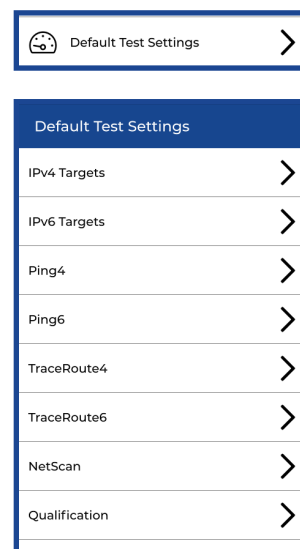 Default Test Settings
Default Test Settings
IPv4 Targets
IPv6 Targets
Ping4
Ping6
TraceRoute4
TraceRoute6
NetScan
Qualification